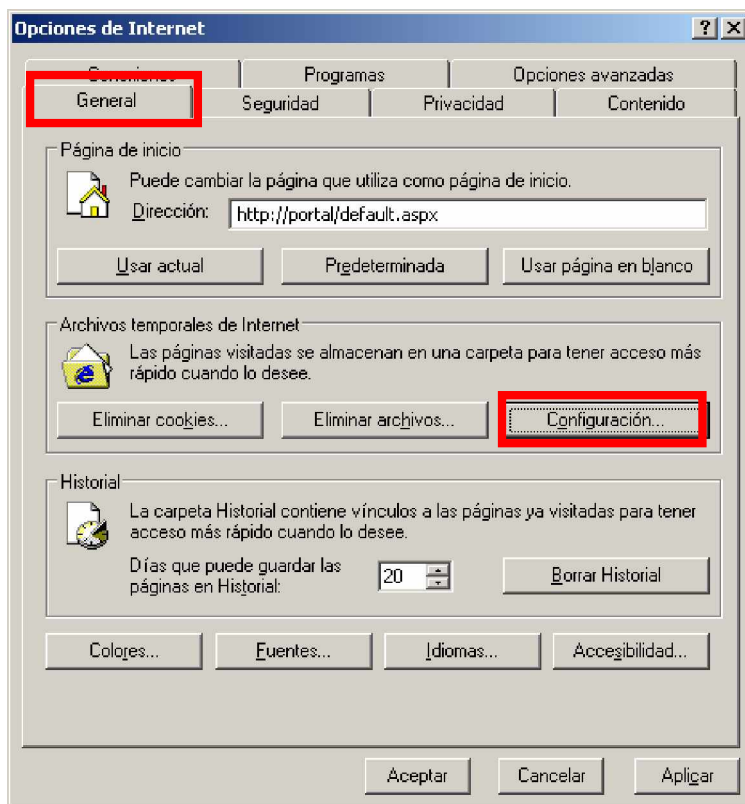 Opciones de Internet
Programas
Opciones avanzadas
General
Seguridad
Privacidad
Contenido
Página de inicio
Puede cambiar la página que utiliza como página de inicio.
Dirección:
http://portal/default.aspx
Usar actual
Predeterminada
Usar página en blanco
Archivos temporales de Internet
Las páginas visitadas se almacenan en una carpeta para tener acceso más
rápido cuando lo desee.
Eliminar cookies...
Eliminar archivos...
Configuración...
Historial
La carpeta Historial contiene vínculos a las páginas ya visitadas para tener
acceso más rápido cuando lo desee.
Días que puede guardar las
páginas en Historial:
20
Borrar Historial
Colores...
Fuentes...
Idiomas...
Accesibilidad...
Aceptar
Cancelar
Aplicar